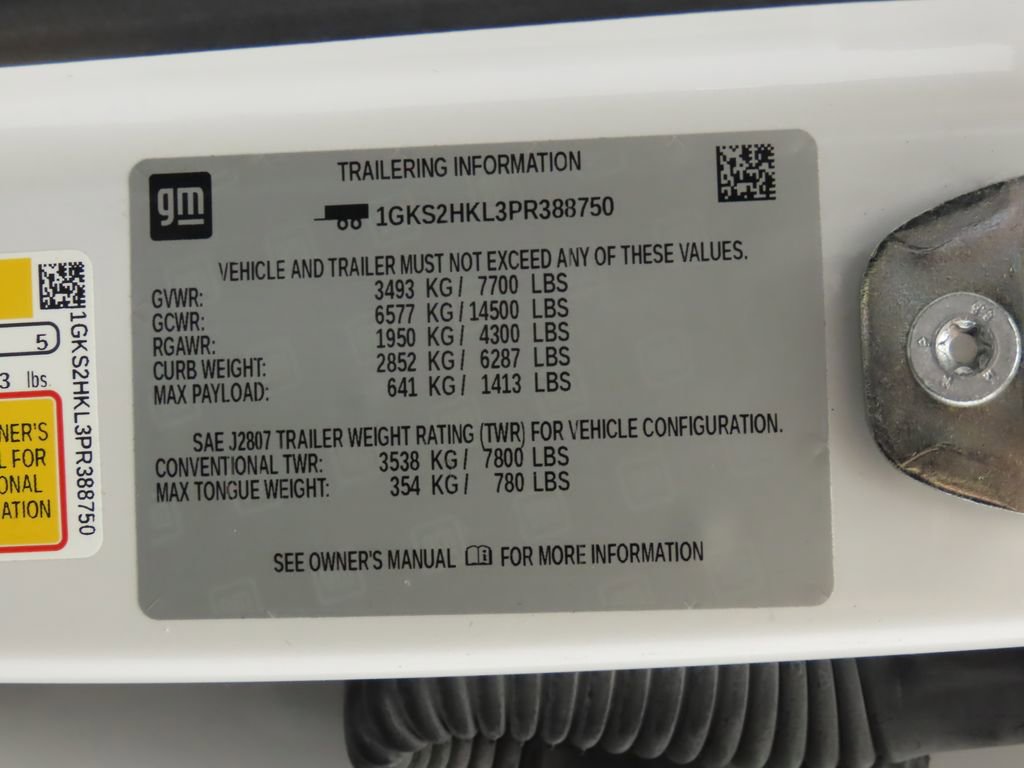 gm
TRAILERING INFORMATION
1GKS2HKL3PR388750
VEHICLE AND TRAILER MUST NOT EXCEED ANY OF THESE VALUES.
GVWR: 3493 KG / 7700 LBS
GCWR: 6577 KG / 14500 LBS
RGAWR: 1950 KG / 4300 LBS
CURB WEIGHT: 2852 KG / 6287 LBS
MAX PAYLOAD: 641 KG / 1413 LBS
SAE J2807 TRAILER WEIGHT RATING (TWR) FOR VEHICLE CONFIGURATION.
CONVENTIONAL TWR: 3538 KG / 7800 LBS
MAX TONGUE WEIGHT: 354 KG / 780 LBS
SEE OWNER'S MANUAL FOR MORE INFORMATION
5
3 lbs.
NER'S
L FOR
ONAL
ATION
1GKS2HKL3PR388750